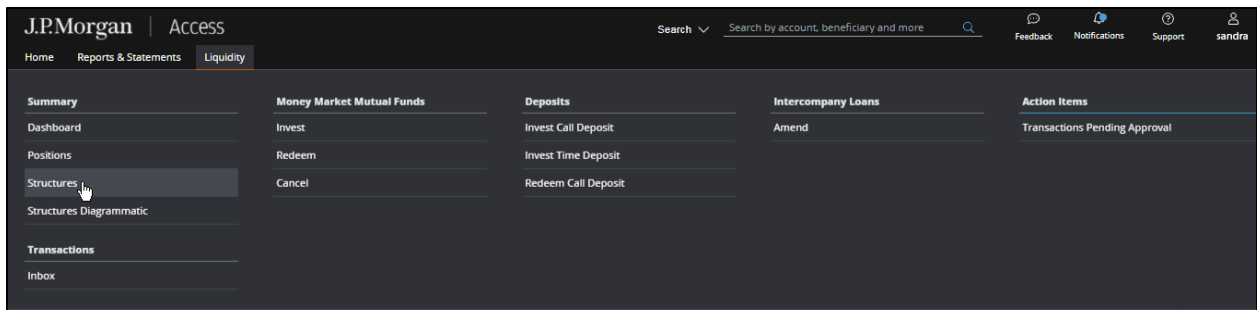 J.P.Morgan | Access
Search
Search by account, beneficiary and more
Feedback
Notifications
Support
sandra
Home
Reports & Statements
Liquidity
Summary
Dashboard
Positions
Structures
Structures Diagrammatic
Transactions
Inbox
Money Market Mutual Funds
Invest
Redeem
Cancel
Deposits
Invest Call Deposit
Invest Time Deposit
Redeem Call Deposit
Intercompany Loans
Amend
Action Items
Transactions Pending Approval